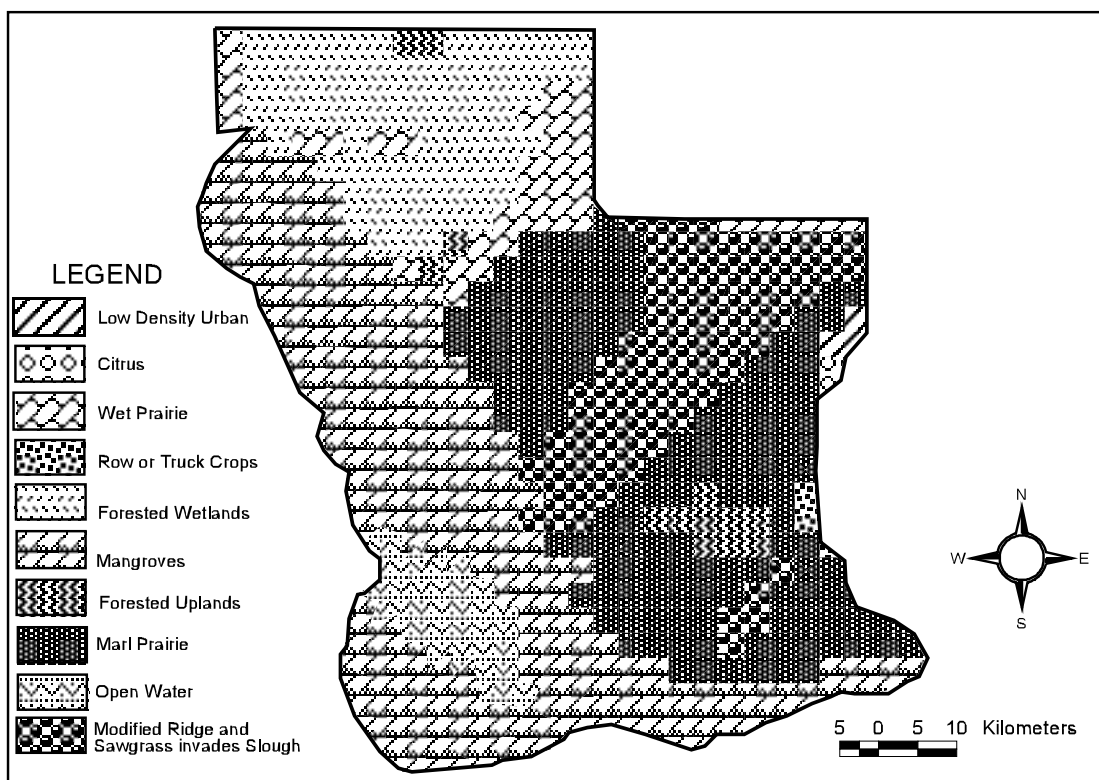 LEGEND
Low Density Urban
Citrus
Wet Prairie
Row or Truck Crops
Forested Wetlands
Mangroves
Forested Uplands
Marl Prairie
Open Water
Modified Ridge and
Sawgrass invades Slough
N
W E
S
5 0 5 10 Kilometers